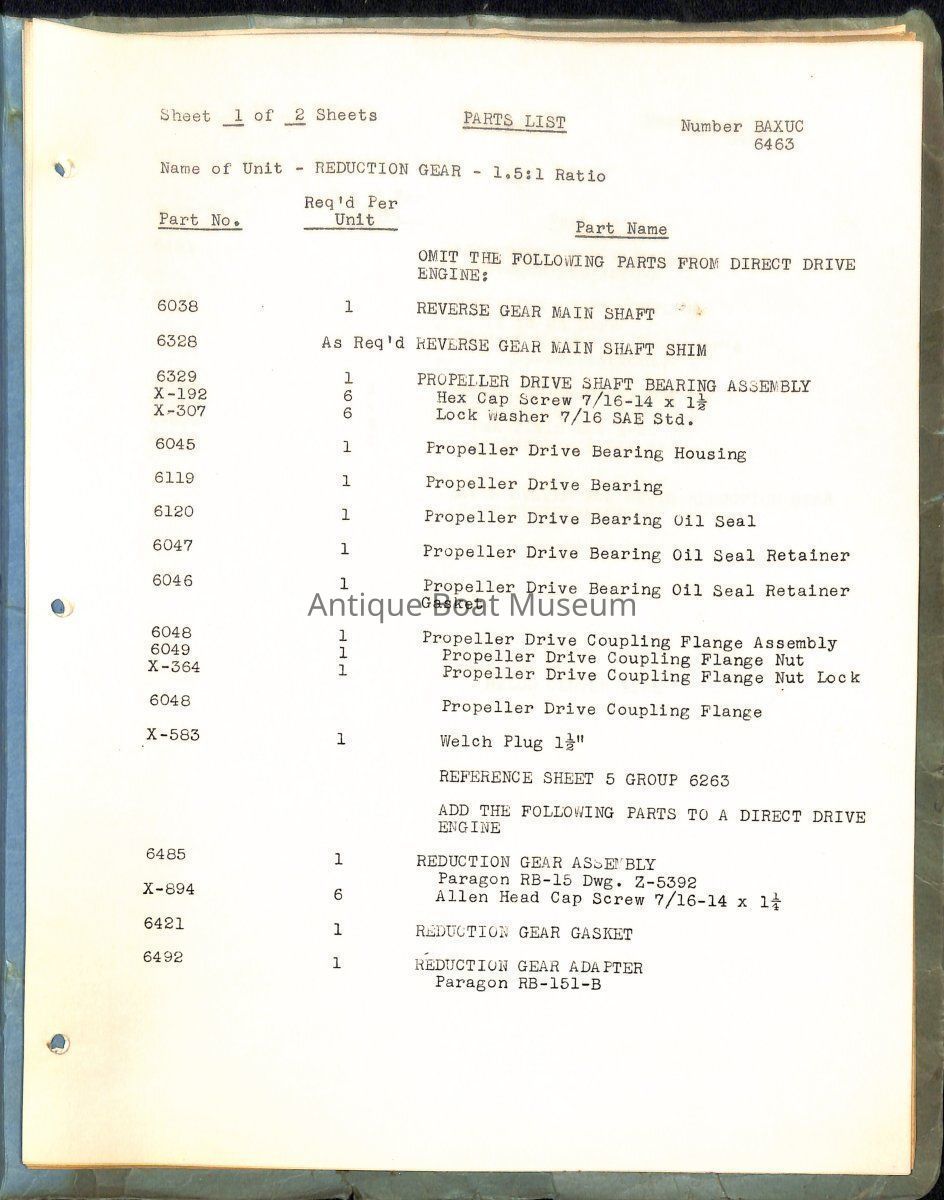 Sheet 1 of 2 Sheets PARTS LIST Number BAXUC
6463
Name of Unit - REDUCTION GEAR - 1.5:1 Ratio
Req'd Per
Part No. Unit Part Name
OMIT THE FOLLOWING PARTS FROM DIRECT DRIVE
ENGINE:
6038 1 REVERSE GEAR MAIN SHAFT
6328 As Req'd REVERSE GEAR MAIN SHAFT SHIM
6329 1 PROPELLER DRIVE SHAFT BEARING ASSEMBLY
X-192 6 Hex Cap Screw 7/16-14 x 1½
X-307 6 Lock Washer 7/16 SAE Std.
6045 1 Propeller Drive Bearing Housing
6119 1 Propeller Drive Bearing
6120 1 Propeller Drive Bearing Oil Seal
6047 1 Propeller Drive Bearing Oil Seal Retainer
6046 1 Propeller Drive Bearing Oil Seal Retainer
Gasket
Antique Boat Museum
6048 1 Propeller Drive Coupling Flange Assembly
6049 1 Propeller Drive Coupling Flange Nut
X-364 1 Propeller Drive Coupling Flange Nut Lock
6048 Propeller Drive Coupling Flange
X-583 1 Welch Plug 1½"
REFERENCE SHEET 5 GROUP 6263
ADD THE FOLLOWING PARTS TO A DIRECT DRIVE
ENGINE
6485 1 REDUCTION GEAR ASSEMBLY
Paragon RB-15 Dwg. Z-5392
X-894 6 Allen Head Cap Screw 7/16-14 x 1¼
6421 1 REDUCTION GEAR GASKET
6492 1 REDUCTION GEAR ADAPTER
Paragon RB-151-B